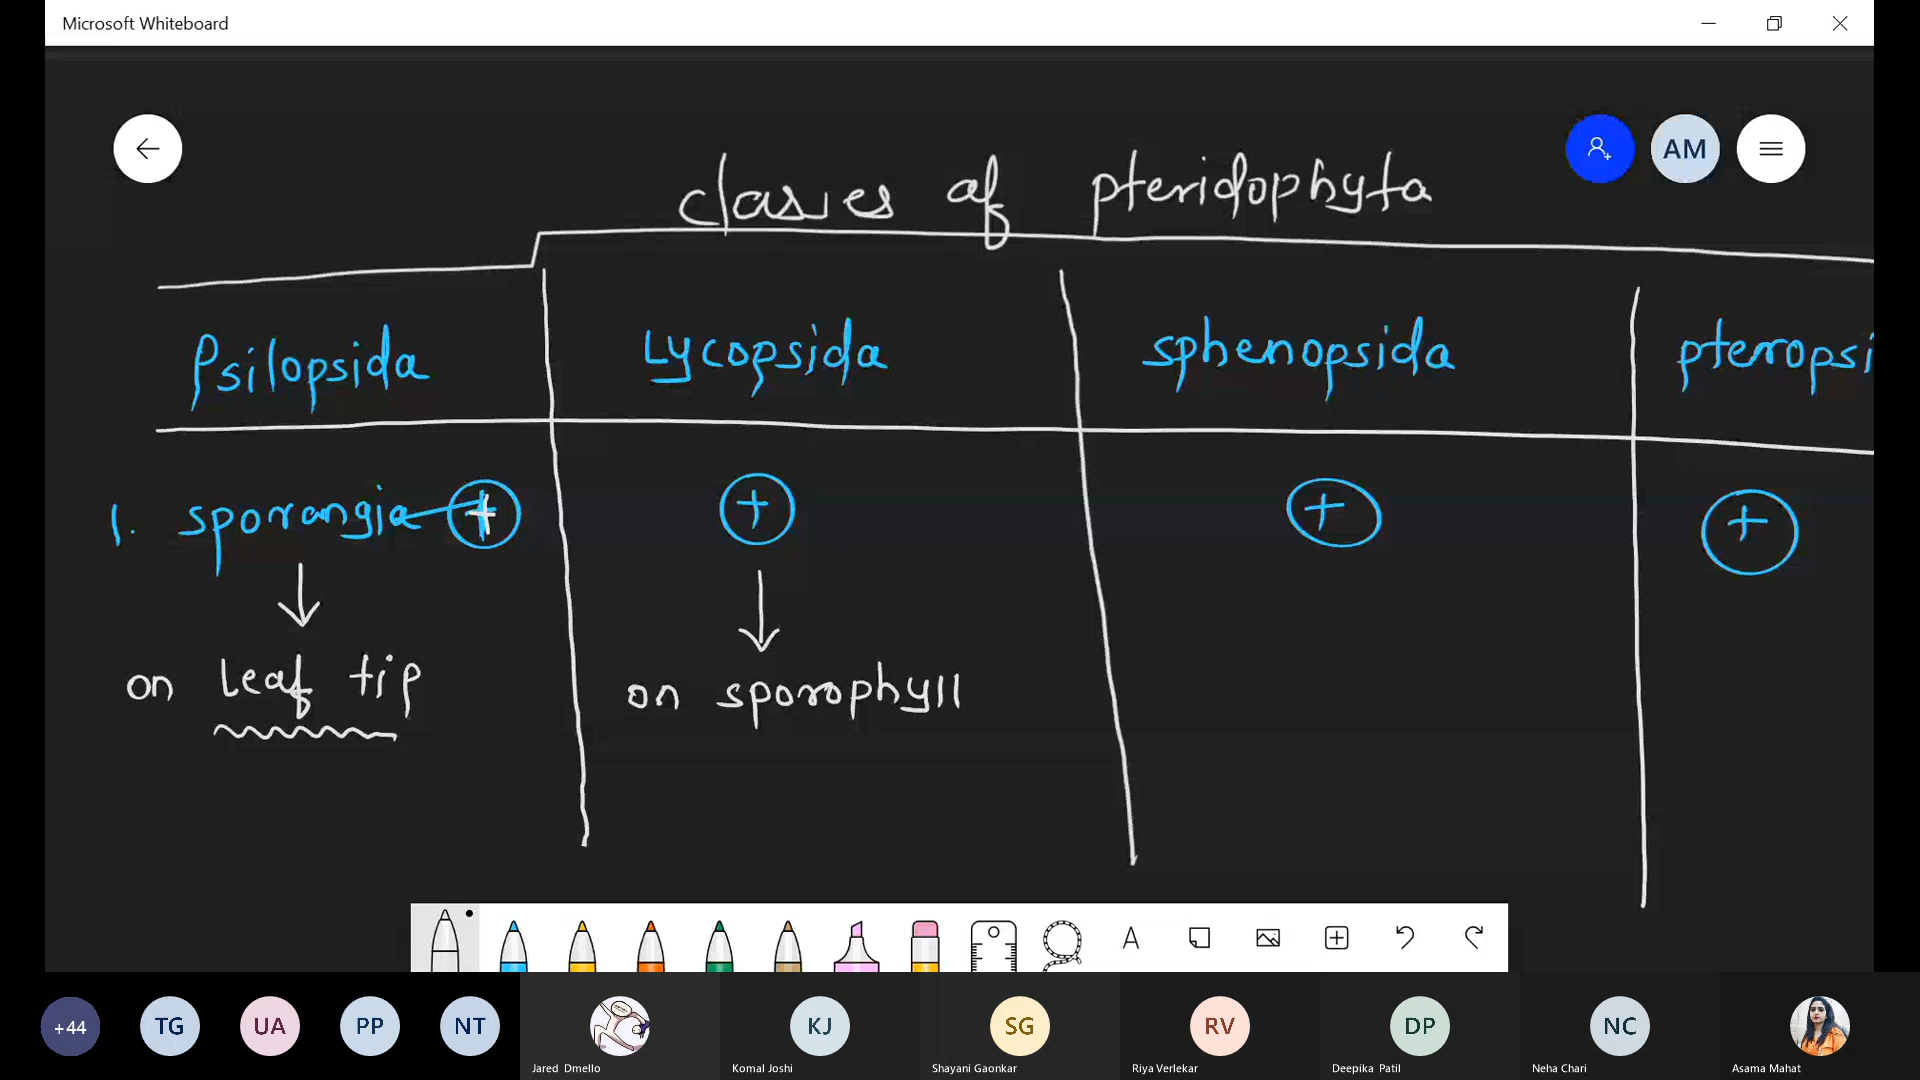 Microsoft Whiteboard
AM
classes of pteridophyta
Psilopsida Lycopsida sphenopsida pteropsi
1. sporangia + + + +
on leaf tip on sporophyll
A
+44 TG UA PP NT KJ SG RV DP NC
Jared Dmello Komal Joshi Shayani Gaonkar Riya Verlekar Deepika Patil Neha Chari Asama Mahat